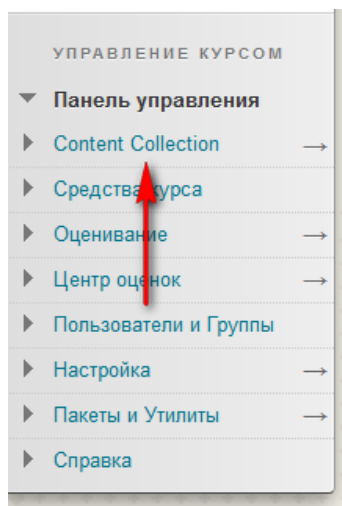 УПРАВЛЕНИЕ КУРСОМ
Панель управления
Content Collection
Средства курса
Оценивание
Центр оценок
Пользователи и Группы
Настройка
Пакеты и Утилиты
Справка